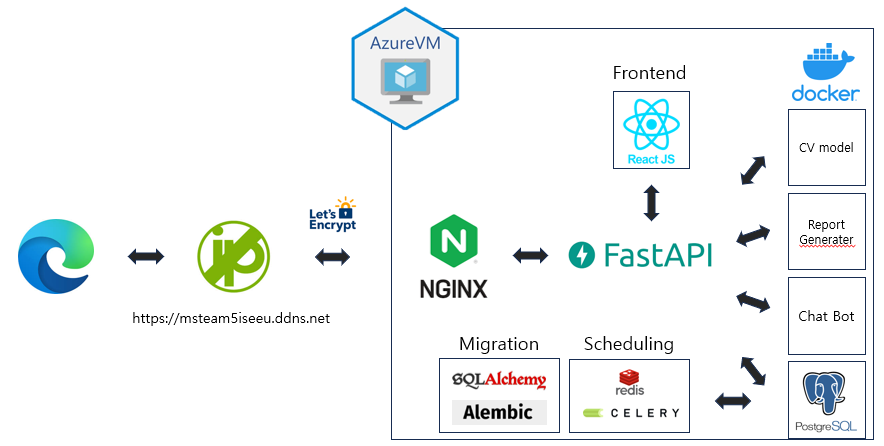 AzureVM
Frontend
React JS
docker
CV model
Let's
Encrypt
Report
Generater
NGINX
FastAPI
https://msteam5iseeu.ddns.net
Chat Bot
Migration
Scheduling
SQLAlchemy
Alembic
redis
CELERY
PostgreSQL